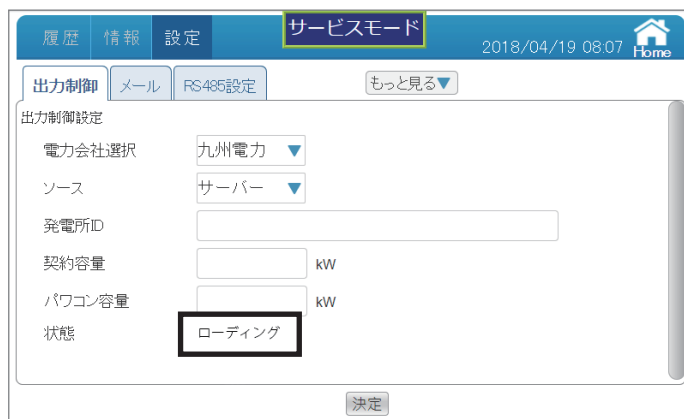 サービスモード
履歴 情報 設定 2018/04/19 08:07 Home
出力制御 メール RS485設定 もっと見る▼
出力制御設定
電力会社選択 九州電力 ▼
ソース サーバー ▼
発電所ID
契約容量 kW
パワコン容量 kW
状態 ローディング
決定